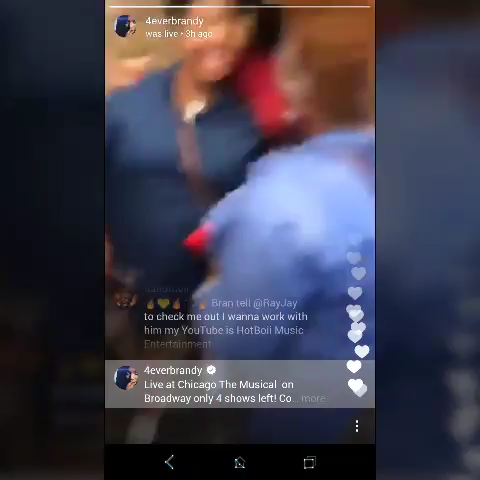 4everbrandy
was live • 3h ago
Bran tell @RayJay
to check me out I wanna work with
him my YouTube is HotBoii Music
Entertainment
4everbrandy
Live at Chicago The Musical on
Broadway only 4 shows left! Co... more